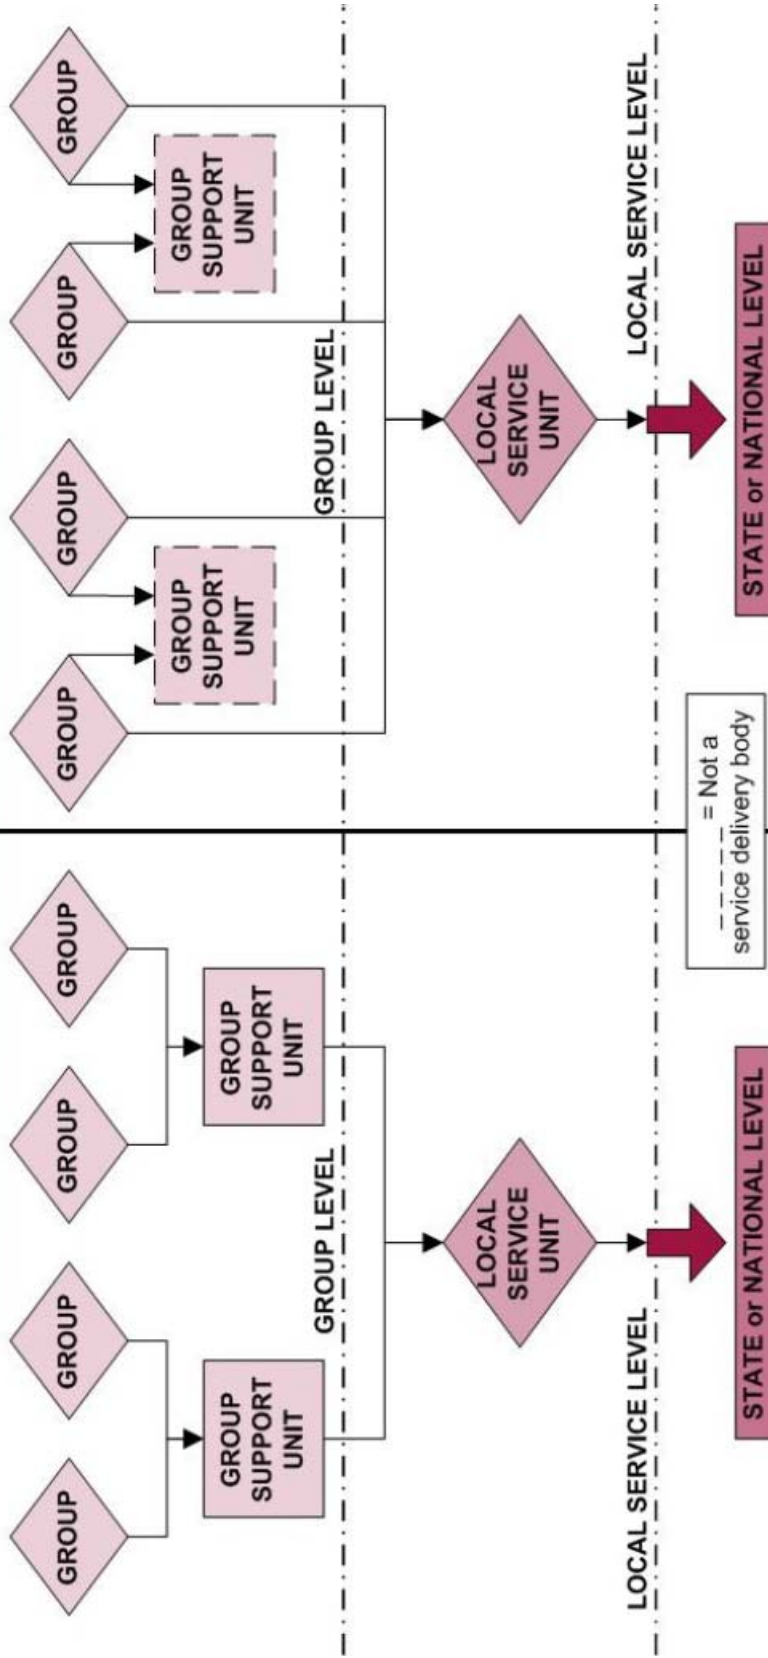 GROUP
GROUP
GROUP
GROUP
GROUP
SUPPORT
UNIT
GROUP
SUPPORT
UNIT
GROUP LEVEL
LOCAL
SERVICE
UNIT
LOCAL SERVICE LEVEL
STATE or NATIONAL LEVEL
GROUP
GROUP
GROUP
GROUP
GROUP
SUPPORT
UNIT
GROUP
SUPPORT
UNIT
GROUP LEVEL
LOCAL
SERVICE
UNIT
LOCAL SERVICE LEVEL
STATE or NATIONAL LEVEL
_ _ _ _ _ _ = Not a
service delivery body